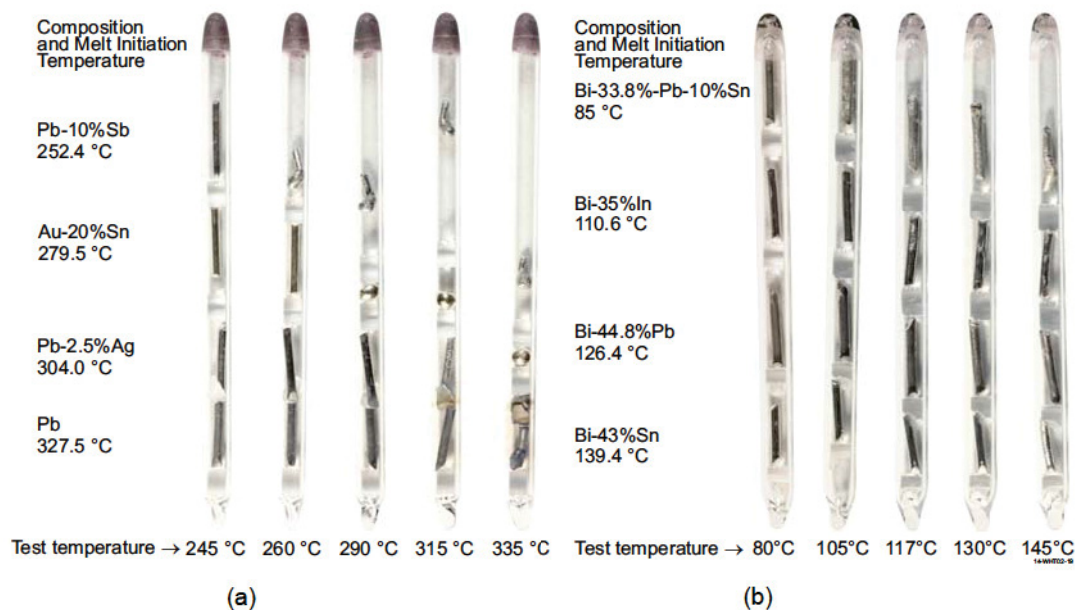 Composition
and Melt Initiation
Temperature
Pb-10%Sb
252.4 °C
Au-20%Sn
279.5 °C
Pb-2.5%Ag
304.0 °C
Pb
327.5 °C
Test temperature → 245 °C 260 °C 290 °C 315 °C 335 °C
(a)
Composition
and Melt Initiation
Temperature
Bi-33.8%-Pb-10%Sn
85 °C
Bi-35%In
110.6 °C
Bi-44.8%Pb
126.4 °C
Bi-43%Sn
139.4 °C
Test temperature → 80°C 105°C 117°C 130°C 145°C
14-WHT02-19
(b)